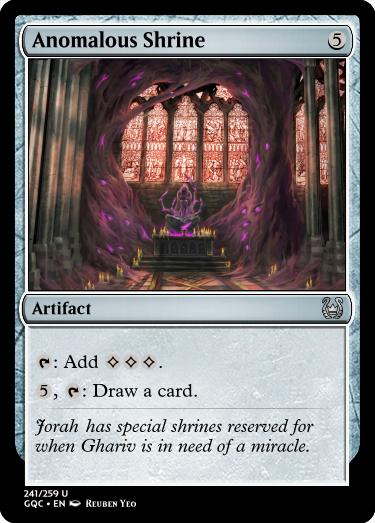 Anomalous Shrine 5
Artifact
: Add ◇◇◇.
5, : Draw a card.
Jorah has special shrines reserved for
when Ghariv is in need of a miracle.
241/259 U
GQC • EN REUBEN YEO